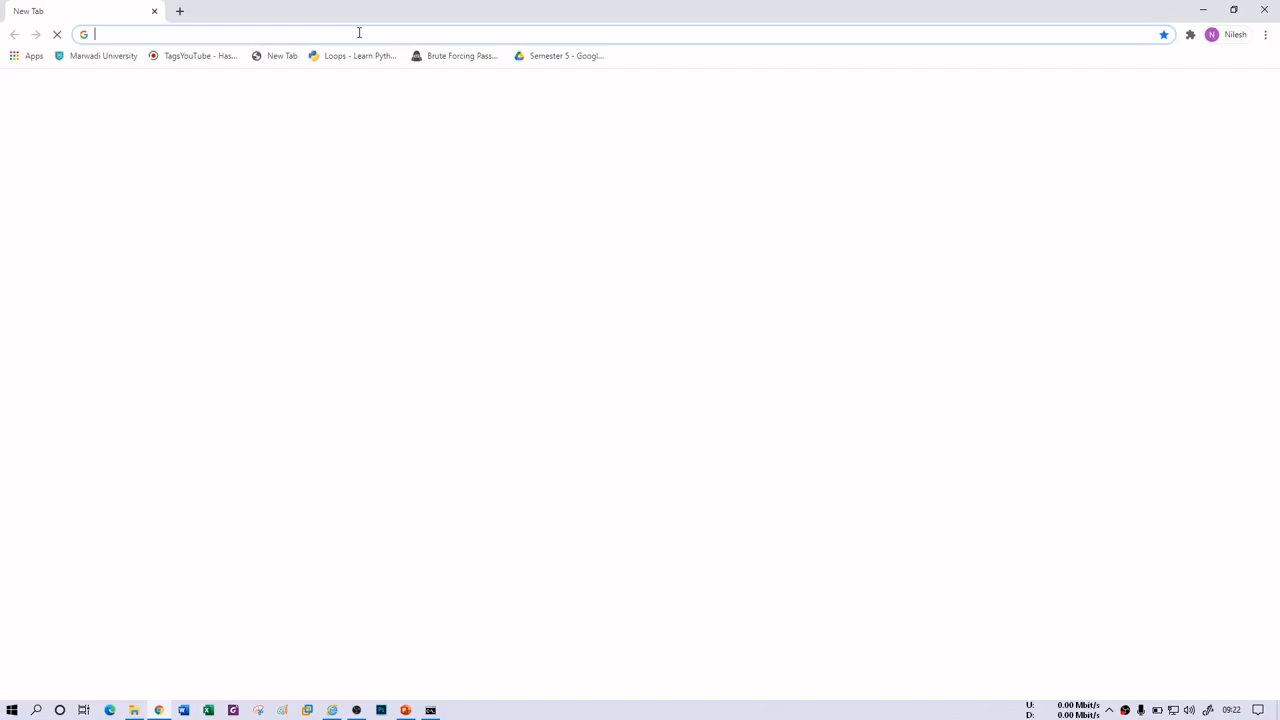 New Tab
N Nilesh
Apps Marwadi University TagsYouTube - Has... New Tab Loops - Learn Pyth... Brute Forcing Pass... Semester 5 - Googl...
U: 0.00 Mbit/s
D: 0.00 Mbit/s
09:22